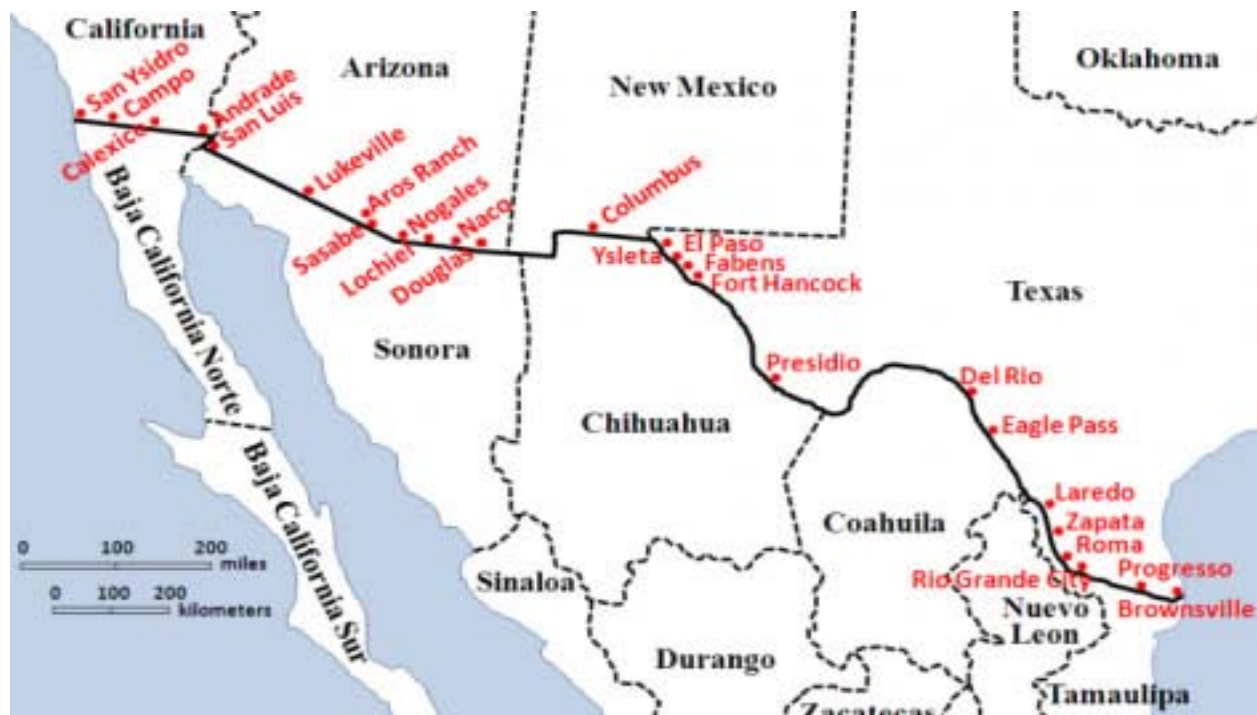 California
Arizona
New Mexico
Oklahoma
San Ysidro
Campo
Calexico
Andrade
San Luis
Lukeville
Aros Ranch
Sasabe
Nogales
Lochiel
Naco
Douglas
Columbus
El Paso
Ysleta
Fabens
Fort Hancock
Texas
Baja California Norte
Sonora
Presidio
Chihuahua
Del Rio
Eagle Pass
Baja California Sur
Laredo
Coahuila
Zapata
Roma
0 100 200
miles
0 100 200
kilometers
Sinaloa
Rio Grande City
Progresso
Brownsville
Nuevo
Leon
Durango
Tamaulipa
Zacatecas